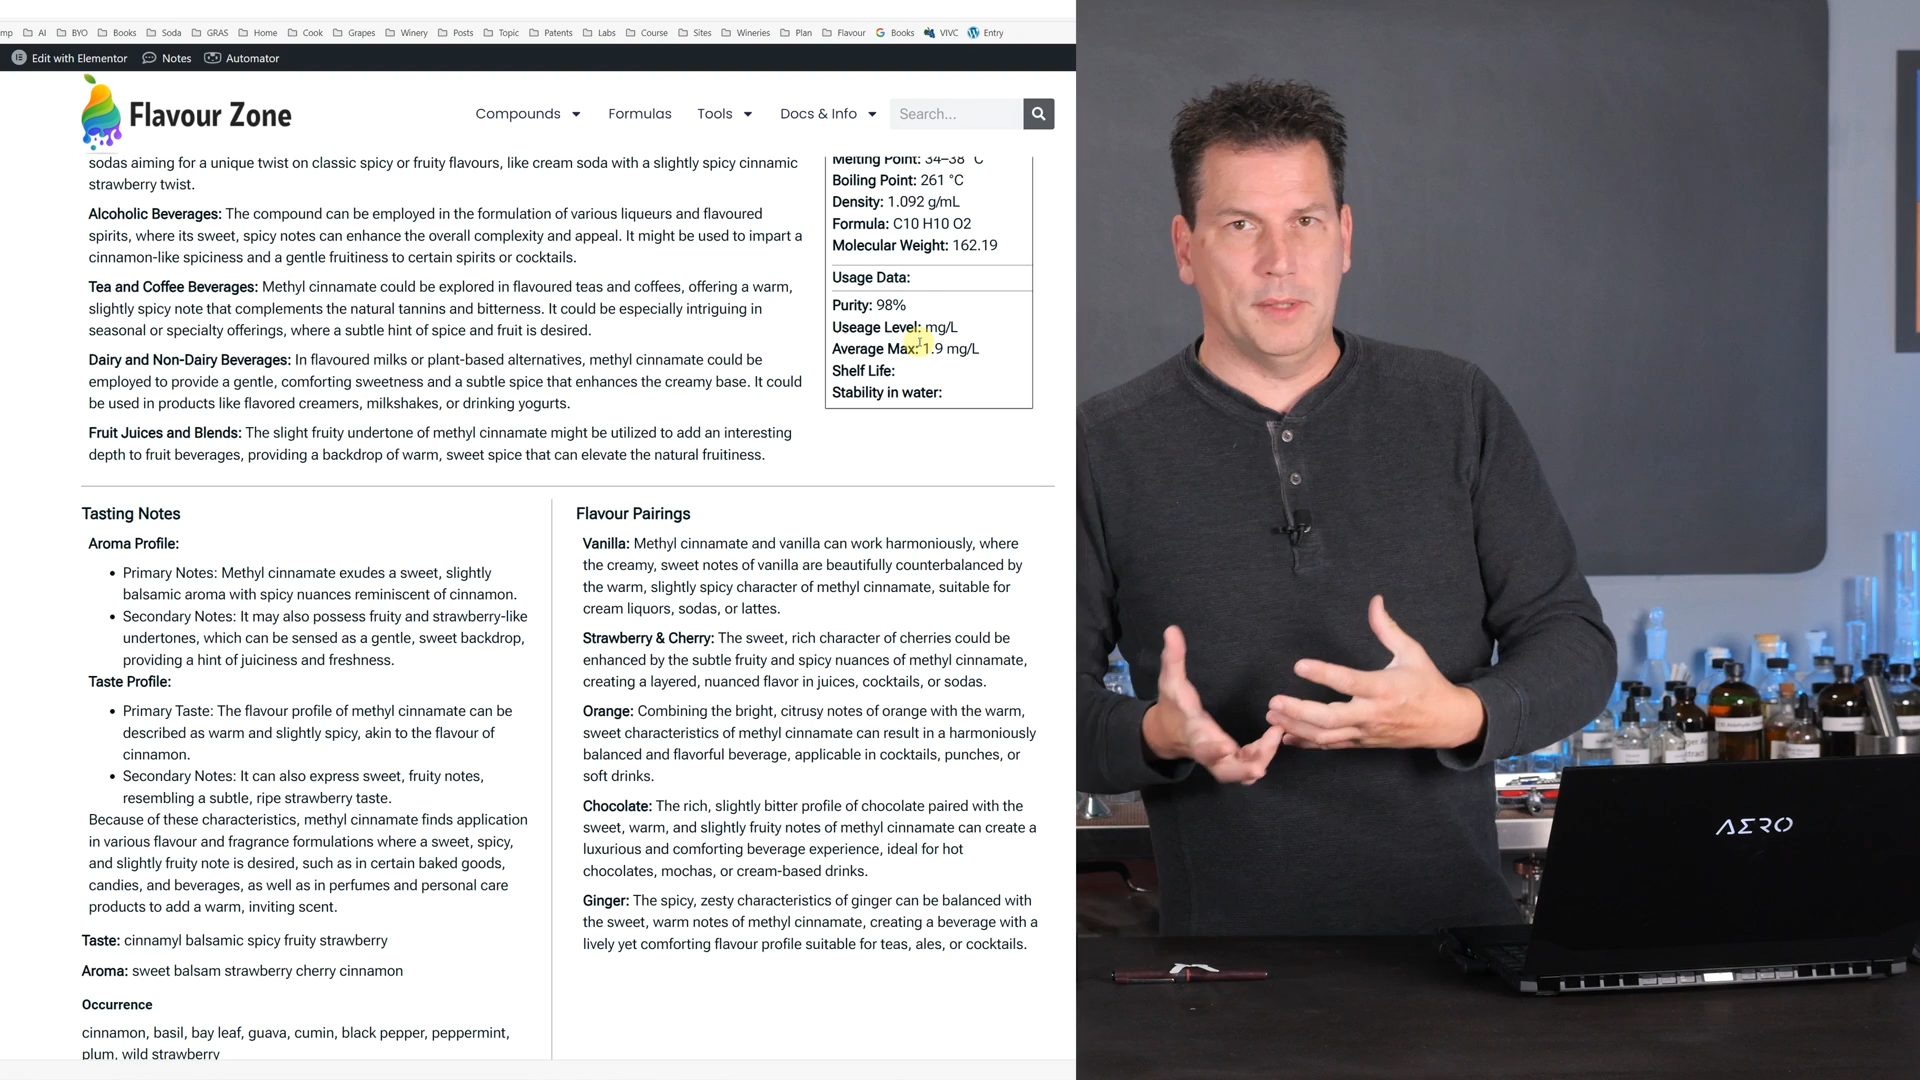 mp AI BYO Books Soda GRAS Home Cook Grapes Winery Posts Topic Patents Labs Course Sites Wineries Plan Flavour Books VIVC Entry
Edit with Elementor Notes Automator
Flavour Zone
Compounds Formulas Tools Docs & Info Search...
sodas aiming for a unique twist on classic spicy or fruity flavours, like cream soda with a slightly spicy cinnamic
strawberry twist.
Alcoholic Beverages: The compound can be employed in the formulation of various liqueurs and flavoured
spirits, where its sweet, spicy notes can enhance the overall complexity and appeal. It might be used to impart a
cinnamon-like spiciness and a gentle fruitiness to certain spirits or cocktails.
Tea and Coffee Beverages: Methyl cinnamate could be explored in flavoured teas and coffees, offering a warm,
slightly spicy note that complements the natural tannins and bitterness. It could be especially intriguing in
seasonal or specialty offerings, where a subtle hint of spice and fruit is desired.
Dairy and Non-Dairy Beverages: In flavoured milks or plant-based alternatives, methyl cinnamate could be
employed to provide a gentle, comforting sweetness and a subtle spice that enhances the creamy base. It could
be used in products like flavored creamers, milkshakes, or drinking yogurts.
Fruit Juices and Blends: The slight fruity undertone of methyl cinnamate might be utilized to add an interesting
depth to fruit beverages, providing a backdrop of warm, sweet spice that can elevate the natural fruitiness.
Melting Point: 34–38 °C
Boiling Point: 261 °C
Density: 1.092 g/mL
Formula: C10 H10 O2
Molecular Weight: 162.19
Usage Data:
Purity: 98%
Useage Level: mg/L
Average Max: 1.9 mg/L
Shelf Life:
Stability in water:
Tasting Notes
Aroma Profile:
Primary Notes: Methyl cinnamate exudes a sweet, slightly
balsamic aroma with spicy nuances reminiscent of cinnamon.
Secondary Notes: It may also possess fruity and strawberry-like
undertones, which can be sensed as a gentle, sweet backdrop,
providing a hint of juiciness and freshness.
Taste Profile:
Primary Taste: The flavour profile of methyl cinnamate can be
described as warm and slightly spicy, akin to the flavour of
cinnamon.
Secondary Notes: It can also express sweet, fruity notes,
resembling a subtle, ripe strawberry taste.
Because of these characteristics, methyl cinnamate finds application
in various flavour and fragrance formulations where a sweet, spicy,
and slightly fruity note is desired, such as in certain baked goods,
candies, and beverages, as well as in perfumes and personal care
products to add a warm, inviting scent.
Taste: cinnamyl balsamic spicy fruity strawberry
Aroma: sweet balsam strawberry cherry cinnamon
Occurrence
cinnamon, basil, bay leaf, guava, cumin, black pepper, peppermint,
plum, wild strawberry
Flavour Pairings
Vanilla: Methyl cinnamate and vanilla can work harmoniously, where
the creamy, sweet notes of vanilla are beautifully counterbalanced by
the warm, slightly spicy character of methyl cinnamate, suitable for
cream liquors, sodas, or lattes.
Strawberry & Cherry: The sweet, rich character of cherries could be
enhanced by the subtle fruity and spicy nuances of methyl cinnamate,
creating a layered, nuanced flavor in juices, cocktails, or sodas.
Orange: Combining the bright, citrusy notes of orange with the warm,
sweet characteristics of methyl cinnamate can result in a harmoniously
balanced and flavorful beverage, applicable in cocktails, punches, or
soft drinks.
Chocolate: The rich, slightly bitter profile of chocolate paired with the
sweet, warm, and slightly fruity notes of methyl cinnamate can create a
luxurious and comforting beverage experience, ideal for hot
chocolates, mochas, or cream-based drinks.
Ginger: The spicy, zesty characteristics of ginger can be balanced with
the sweet, warm notes of methyl cinnamate, creating a beverage with a
lively yet comforting flavour profile suitable for teas, ales, or cocktails.
AERO